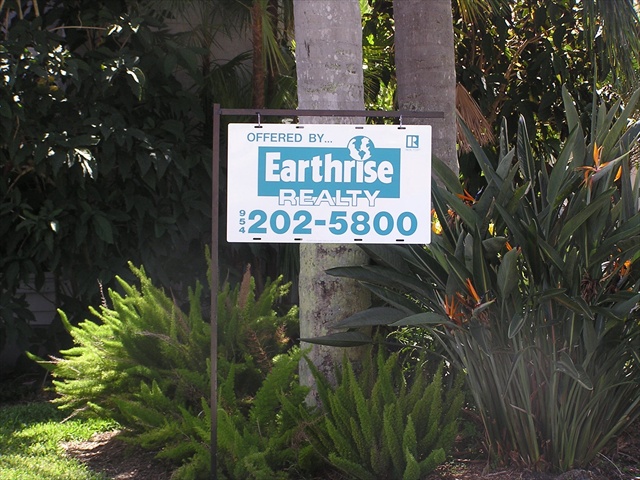 OFFERED BY...
Earthrise
REALTY
954 202-5800